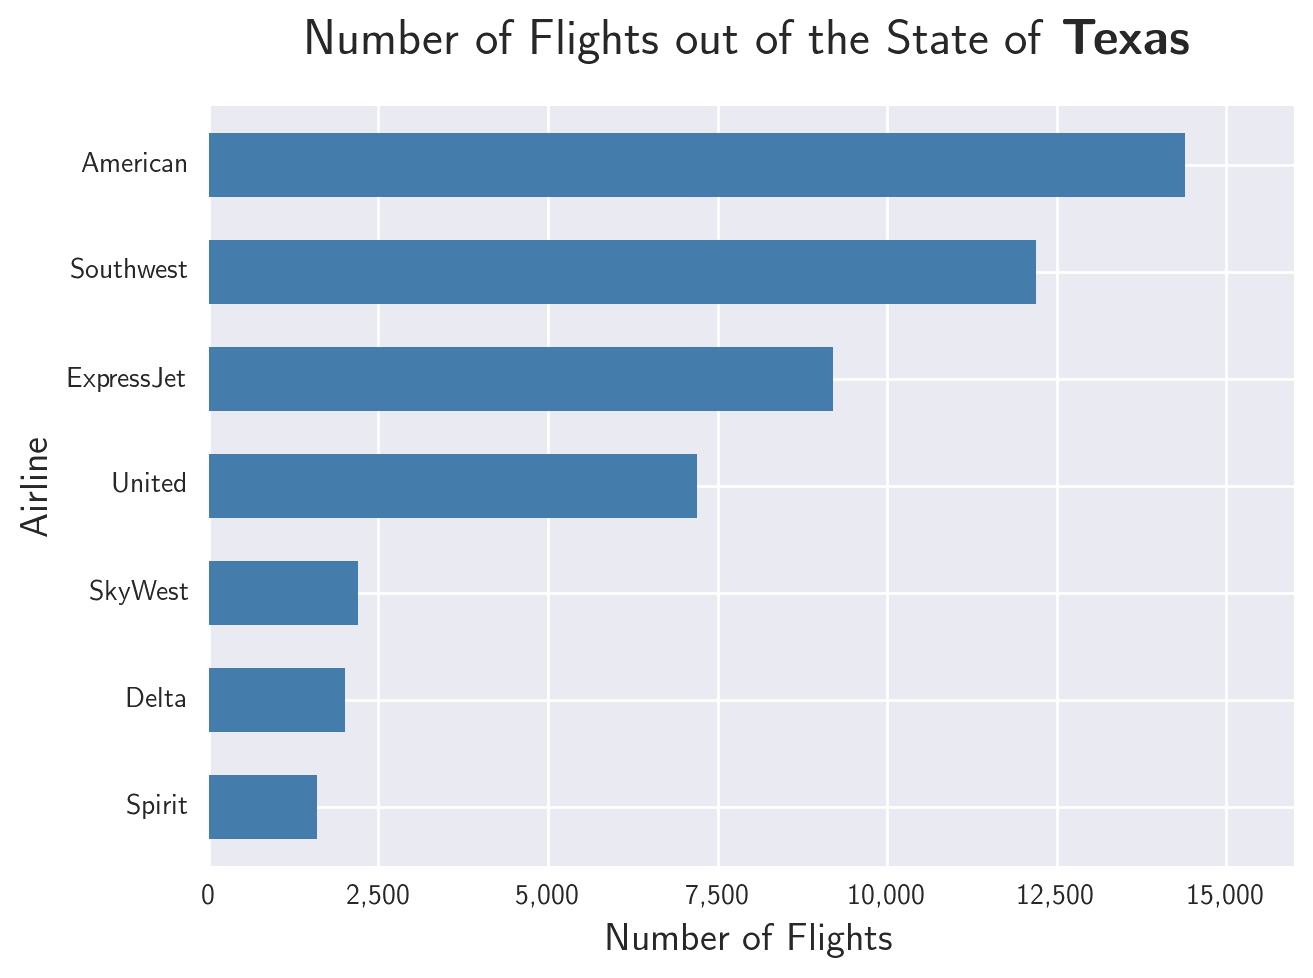 Number of Flights out of the State of Texas
American
Southwest
ExpressJet
United
SkyWest
Delta
Spirit
Airline
0 2,500 5,000 7,500 10,000 12,500 15,000
Number of Flights